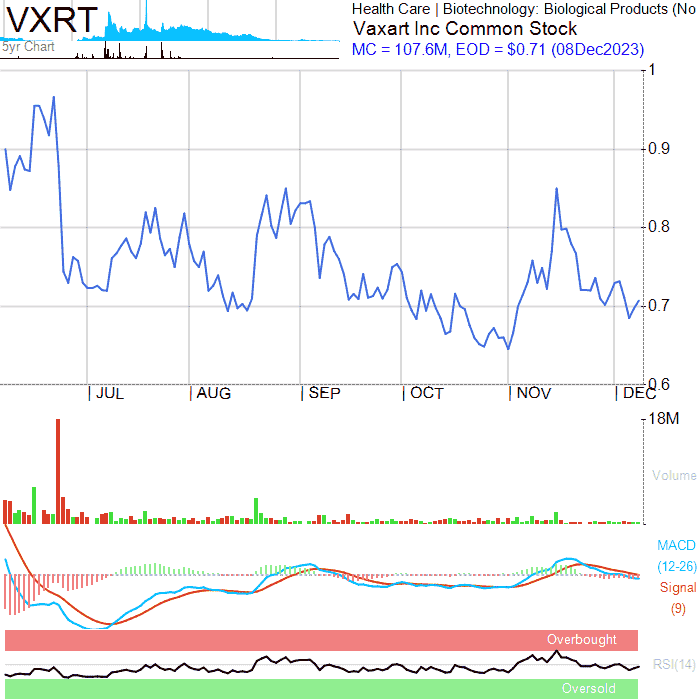 VXRT
5yr Chart
Health Care | Biotechnology: Biological Products (No
Vaxart Inc Common Stock
MC = 107.6M, EOD = $0.71 (08Dec2023)
1
0.9
0.8
0.7
0.6
JUL AUG SEP OCT NOV DEC
18M
Volume
MACD
(12-26)
Signal
(9)
Overbought
RSI(14)
Oversold